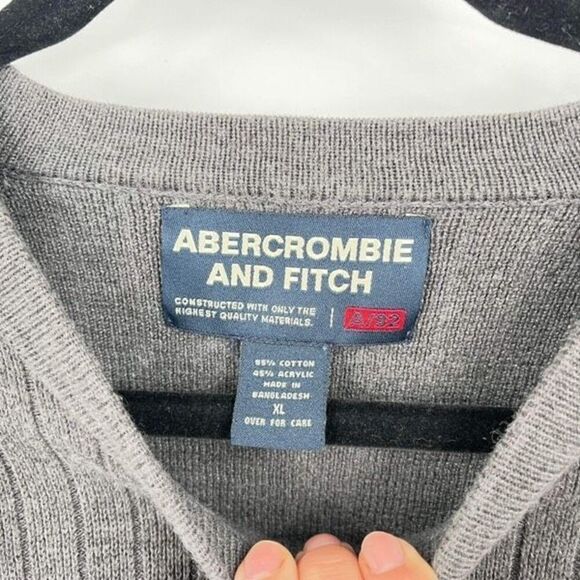 ABERCROMBIE
AND FITCH
CONSTRUCTED WITH ONLY THE
HIGHEST QUALITY MATERIALS.
A/92
55% COTTON
45% ACRYLIC
MADE IN
BANGLADESH
XL
OVER FOR CARE